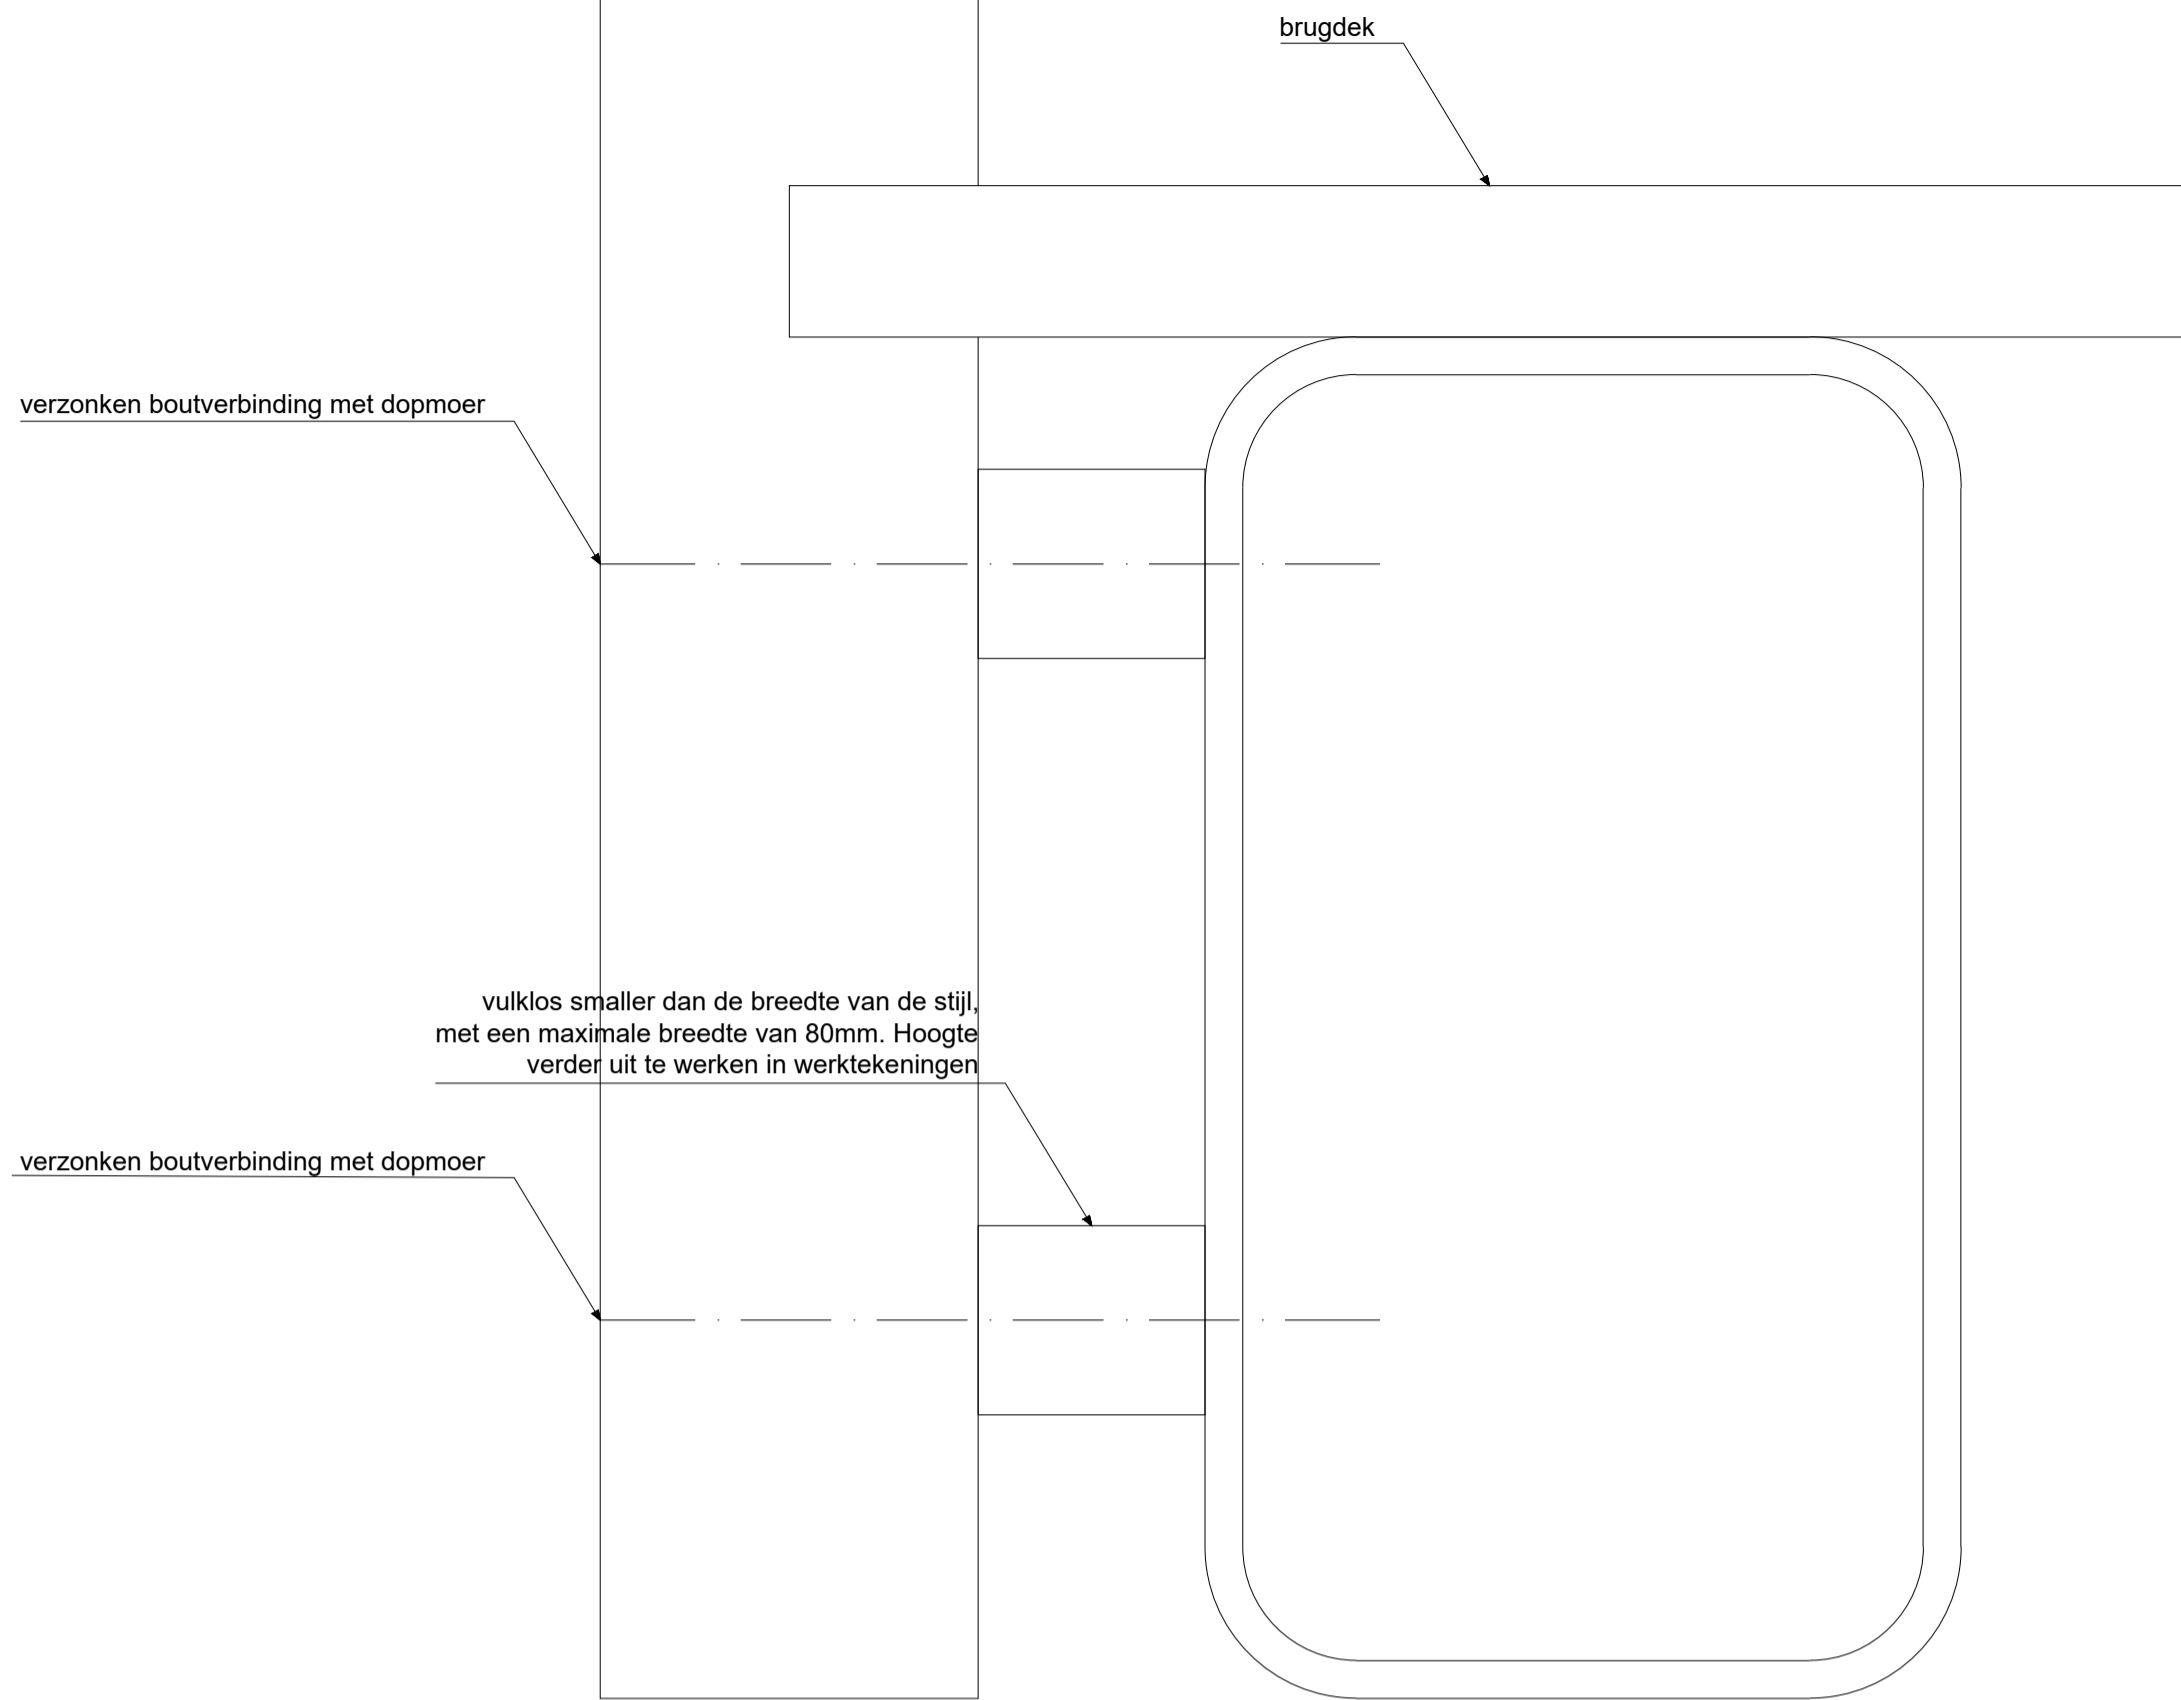 brugdek
verzonken boutverbinding met dopmoer
vulklos smaller dan de breedte van de stijl,
met een maximale breedte van 80mm. Hoogte
verder uit te werken in werktekeningen
verzonken boutverbinding met dopmoer